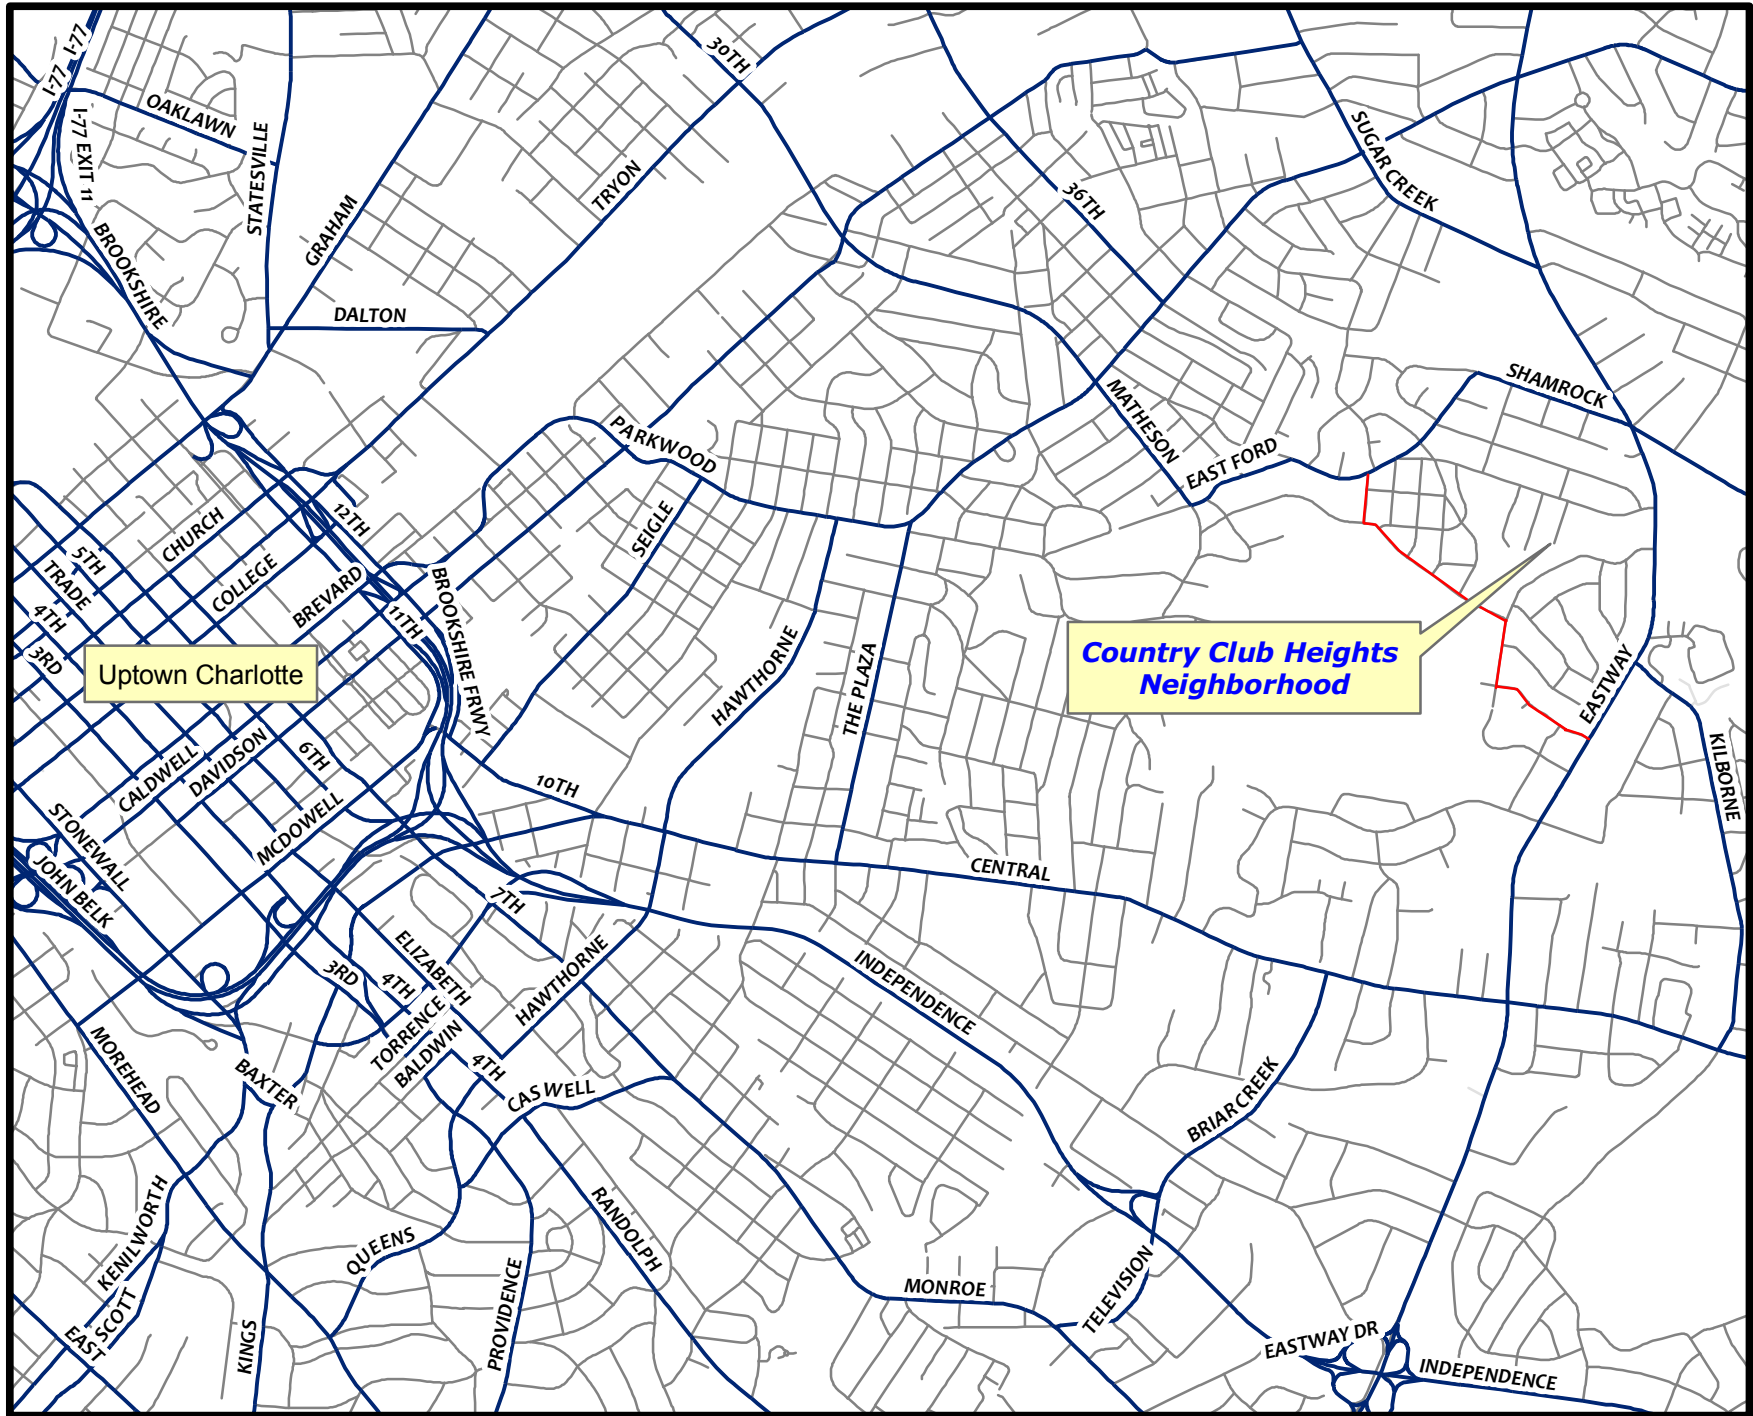 I-77
I-77
30TH
OAKLAWN
I-77 EXIT 11
STATESVILLE
SUGAR CREEK
TRYON
36TH
GRAHAM
BROOKSHIRE
DALTON
SHAMROCK
MATHESON
PARKWOOD
EAST FORD
12TH
CHURCH
SEIGLE
5TH
COLLEGE
TRADE
BREVARD
BROOKSHIRE FRWY
11TH
4TH
3RD
Uptown Charlotte
HAWTHORNE
THE PLAZA
Country Club Heights
Neighborhood
EASTWAY
KILBORNE
6TH
DAVIDSON
CALDWELL
10TH
STONEWALL
MCDOWELL
CENTRAL
JOHN BELK
7TH
ELIZABETH
3RD
4TH
HAWTHORNE
INDEPENDENCE
TORRENCE
BALDWIN
MOREHEAD
BAXTER
4TH
CASWELL
BRIAR CREEK
KENILWORTH
QUEENS
RANDOLPH
PROVIDENCE
MONROE
TELEVISION
SCOTT
EAST
KINGS
EASTWAY DR
INDEPENDENCE